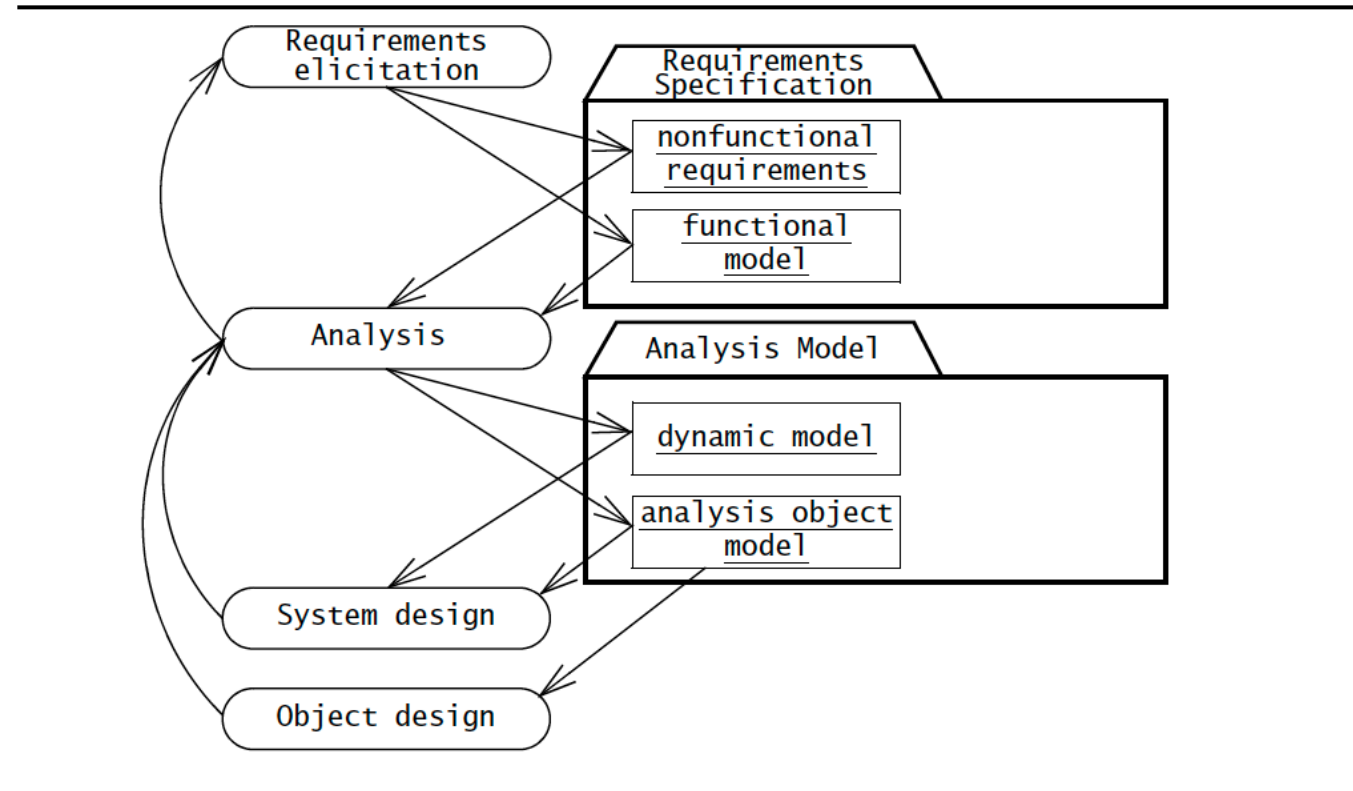 Requirements
elicitation
Requirements
Specification
nonfunctional
requirements
functional
model
Analysis
Analysis Model
dynamic model
analysis object
model
System design
Object design